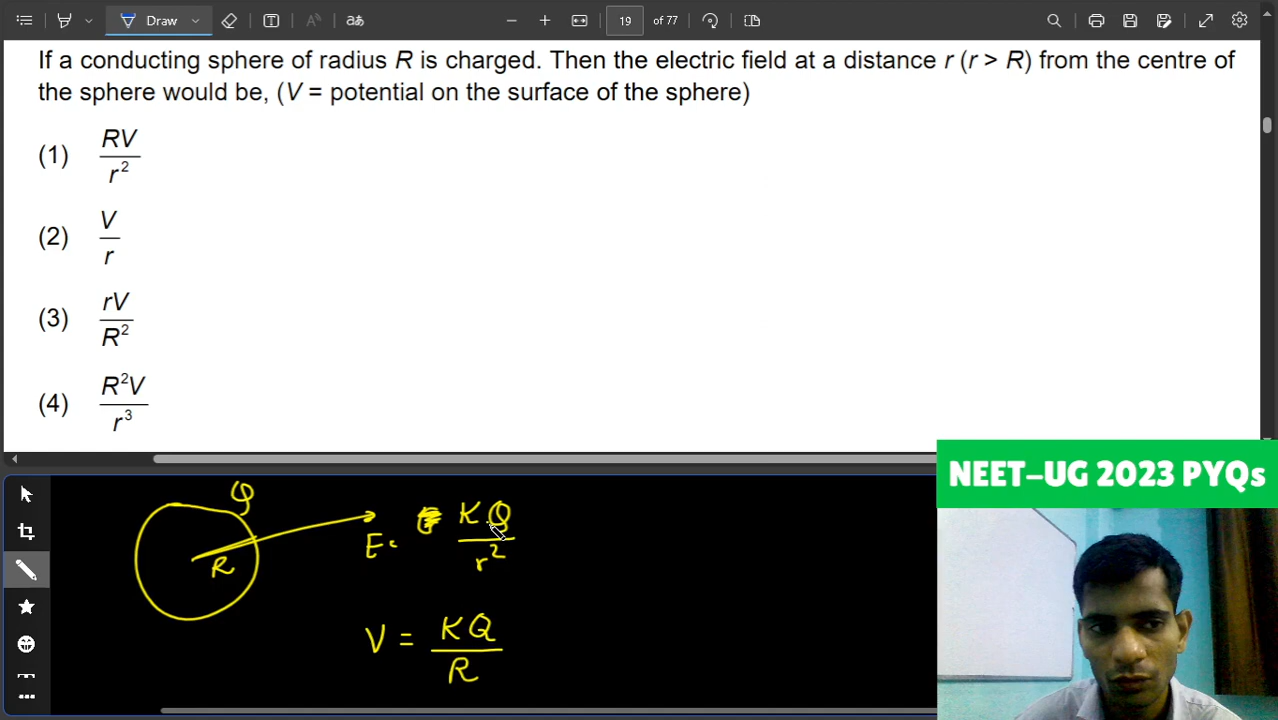 Draw
19 of 77
If a conducting sphere of radius R is charged. Then the electric field at a distance r (r > R) from the centre of
the sphere would be, (V = potential on the surface of the sphere)
(1) RV/r²
(2) V/r
(3) rV/R²
(4) R²V/r³
NEET-UG 2023 PYQs
Q
R
E = KQ/r²
V = KQ/R